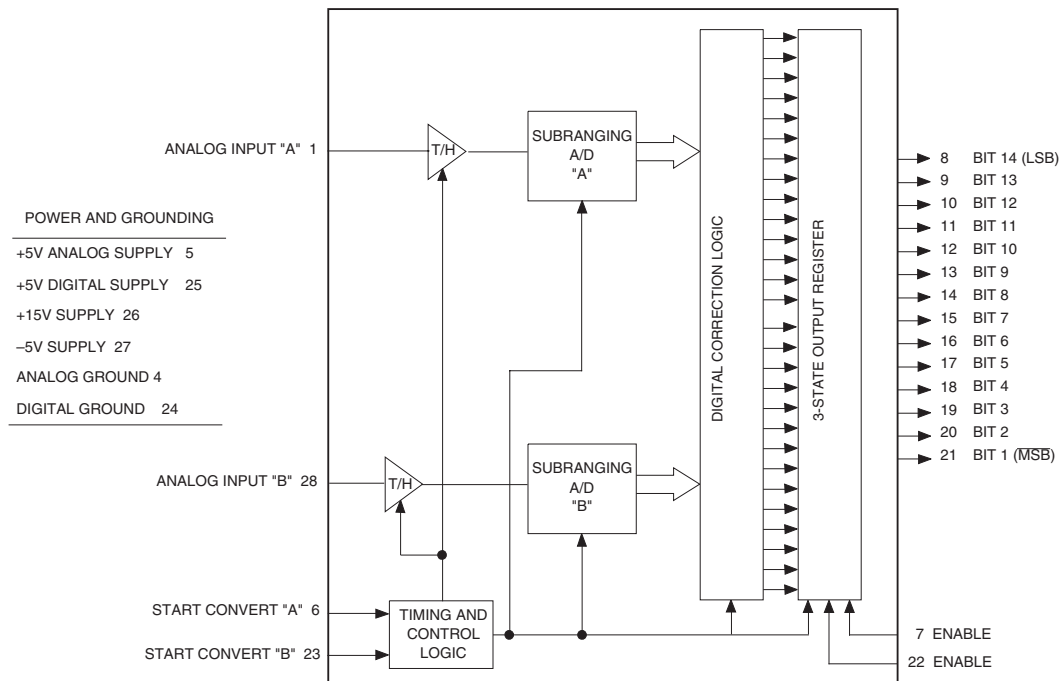 ANALOG INPUT "A" 1
T/H
SUBRANGING
A/D
"A"
POWER AND GROUNDING
+5V ANALOG SUPPLY 5
+5V DIGITAL SUPPLY 25
+15V SUPPLY 26
–5V SUPPLY 27
ANALOG GROUND 4
DIGITAL GROUND 24
ANALOG INPUT "B" 28
T/H
SUBRANGING
A/D
"B"
START CONVERT "A" 6
START CONVERT "B" 23
TIMING AND
CONTROL
LOGIC
DIGITAL CORRECTION LOGIC
3-STATE OUTPUT REGISTER
8 BIT 14 (LSB)
9 BIT 13
10 BIT 12
11 BIT 11
12 BIT 10
13 BIT 9
14 BIT 8
15 BIT 7
16 BIT 6
17 BIT 5
18 BIT 4
19 BIT 3
20 BIT 2
21 BIT 1 (M̅S̅B̅)
7 ENABLE
22 ENABLE